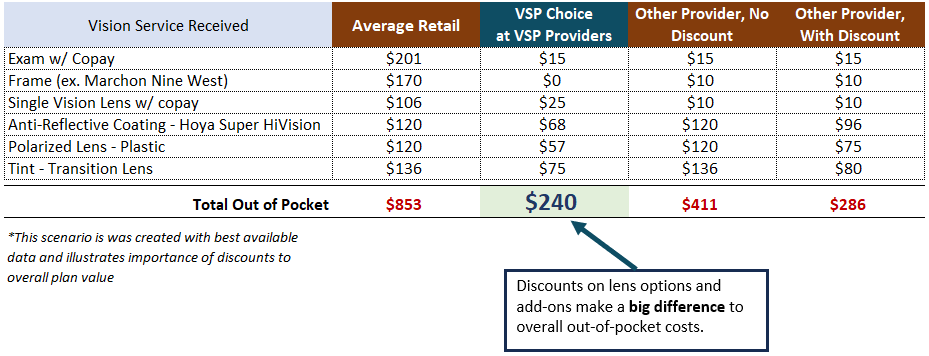 Vision Service Received Average Retail VSP Choice at VSP Providers Other Provider, No Discount Other Provider, With Discount
Exam w/ Copay $201 $15 $15 $15
Frame (ex. Marchon Nine West) $170 $0 $10 $10
Single Vision Lens w/ copay $106 $25 $10 $10
Anti-Reflective Coating - Hoya Super HiVision $120 $68 $120 $96
Polarized Lens - Plastic $120 $57 $120 $75
Tint - Transition Lens $136 $75 $136 $80
Total Out of Pocket $853 $240 $411 $286
*This scenario is was created with best available
data and illustrates importance of discounts to
overall plan value
Discounts on lens options and
add-ons make a big difference to
overall out-of-pocket costs.